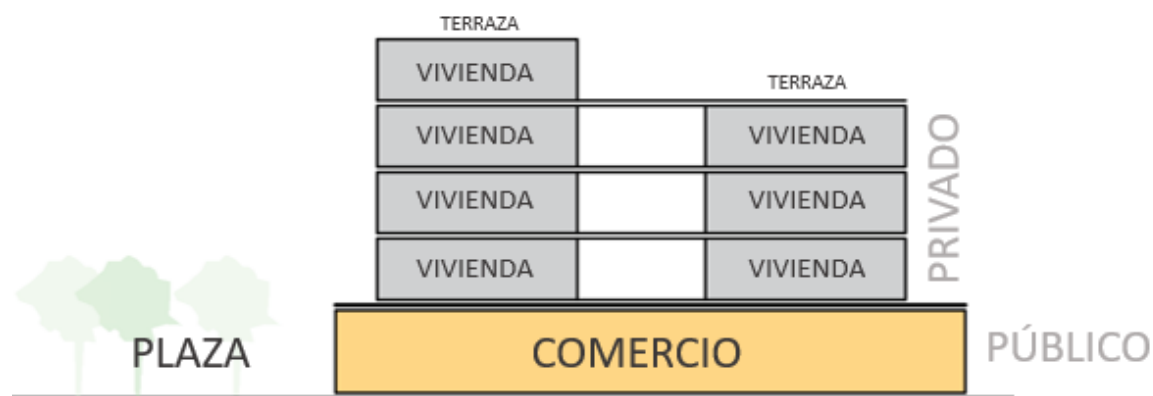 TERRAZA
VIVIENDA
TERRAZA
VIVIENDA VIVIENDA
VIVIENDA VIVIENDA
VIVIENDA VIVIENDA
PRIVADO
PLAZA COMERCIO PÚBLICO